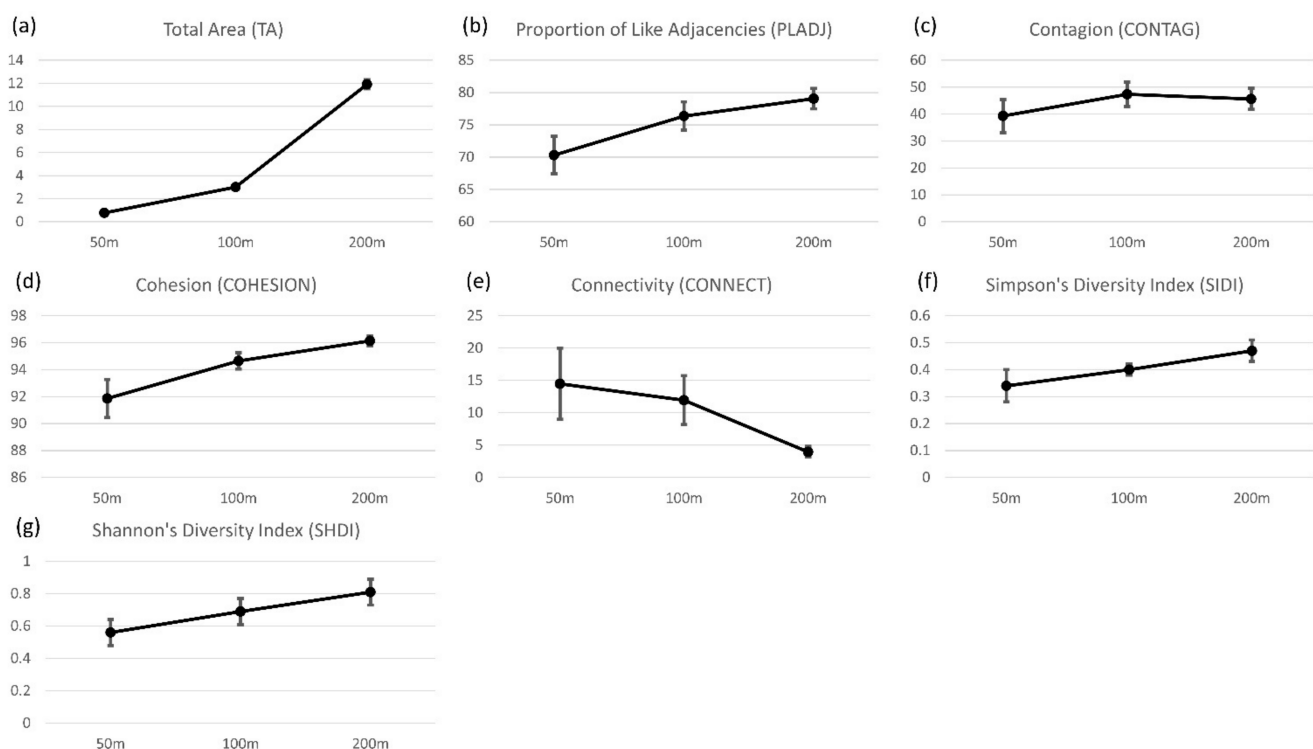 (a)
Total Area (TA)
14
12
10
8
6
4
2
0
50m 100m 200m
(b)
Proportion of Like Adjacencies (PLADJ)
85
80
75
70
65
60
50m 100m 200m
(c)
Contagion (CONTAG)
60
50
40
30
20
10
0
50m 100m 200m
(d)
Cohesion (COHESION)
98
96
94
92
90
88
86
50m 100m 200m
(e)
Connectivity (CONNECT)
25
20
15
10
5
0
50m 100m 200m
(f)
Simpson's Diversity Index (SIDI)
0.6
0.5
0.4
0.3
0.2
0.1
0
50m 100m 200m
(g)
Shannon's Diversity Index (SHDI)
1
0.8
0.6
0.4
0.2
0
50m 100m 200m